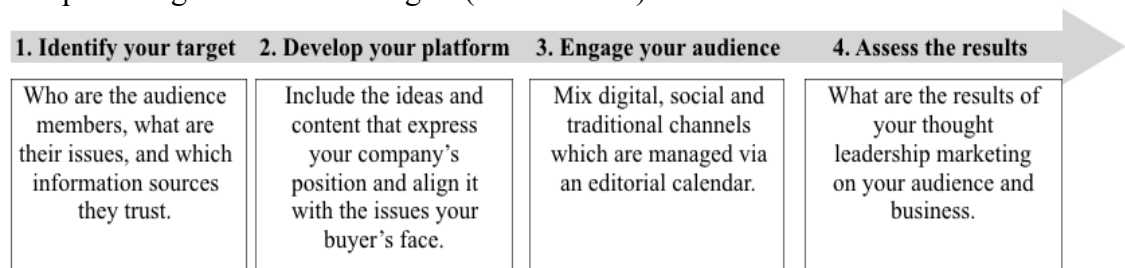 1. Identify your target
2. Develop your platform
3. Engage your audience
4. Assess the results
Who are the audience
members, what are
their issues, and which
information sources
they trust.
Include the ideas and
content that express
your company's
position and align it
with the issues your
buyer's face.
Mix digital, social and
traditional channels
which are managed via
an editorial calendar.
What are the results of
your thought
leadership marketing
on your audience and
business.